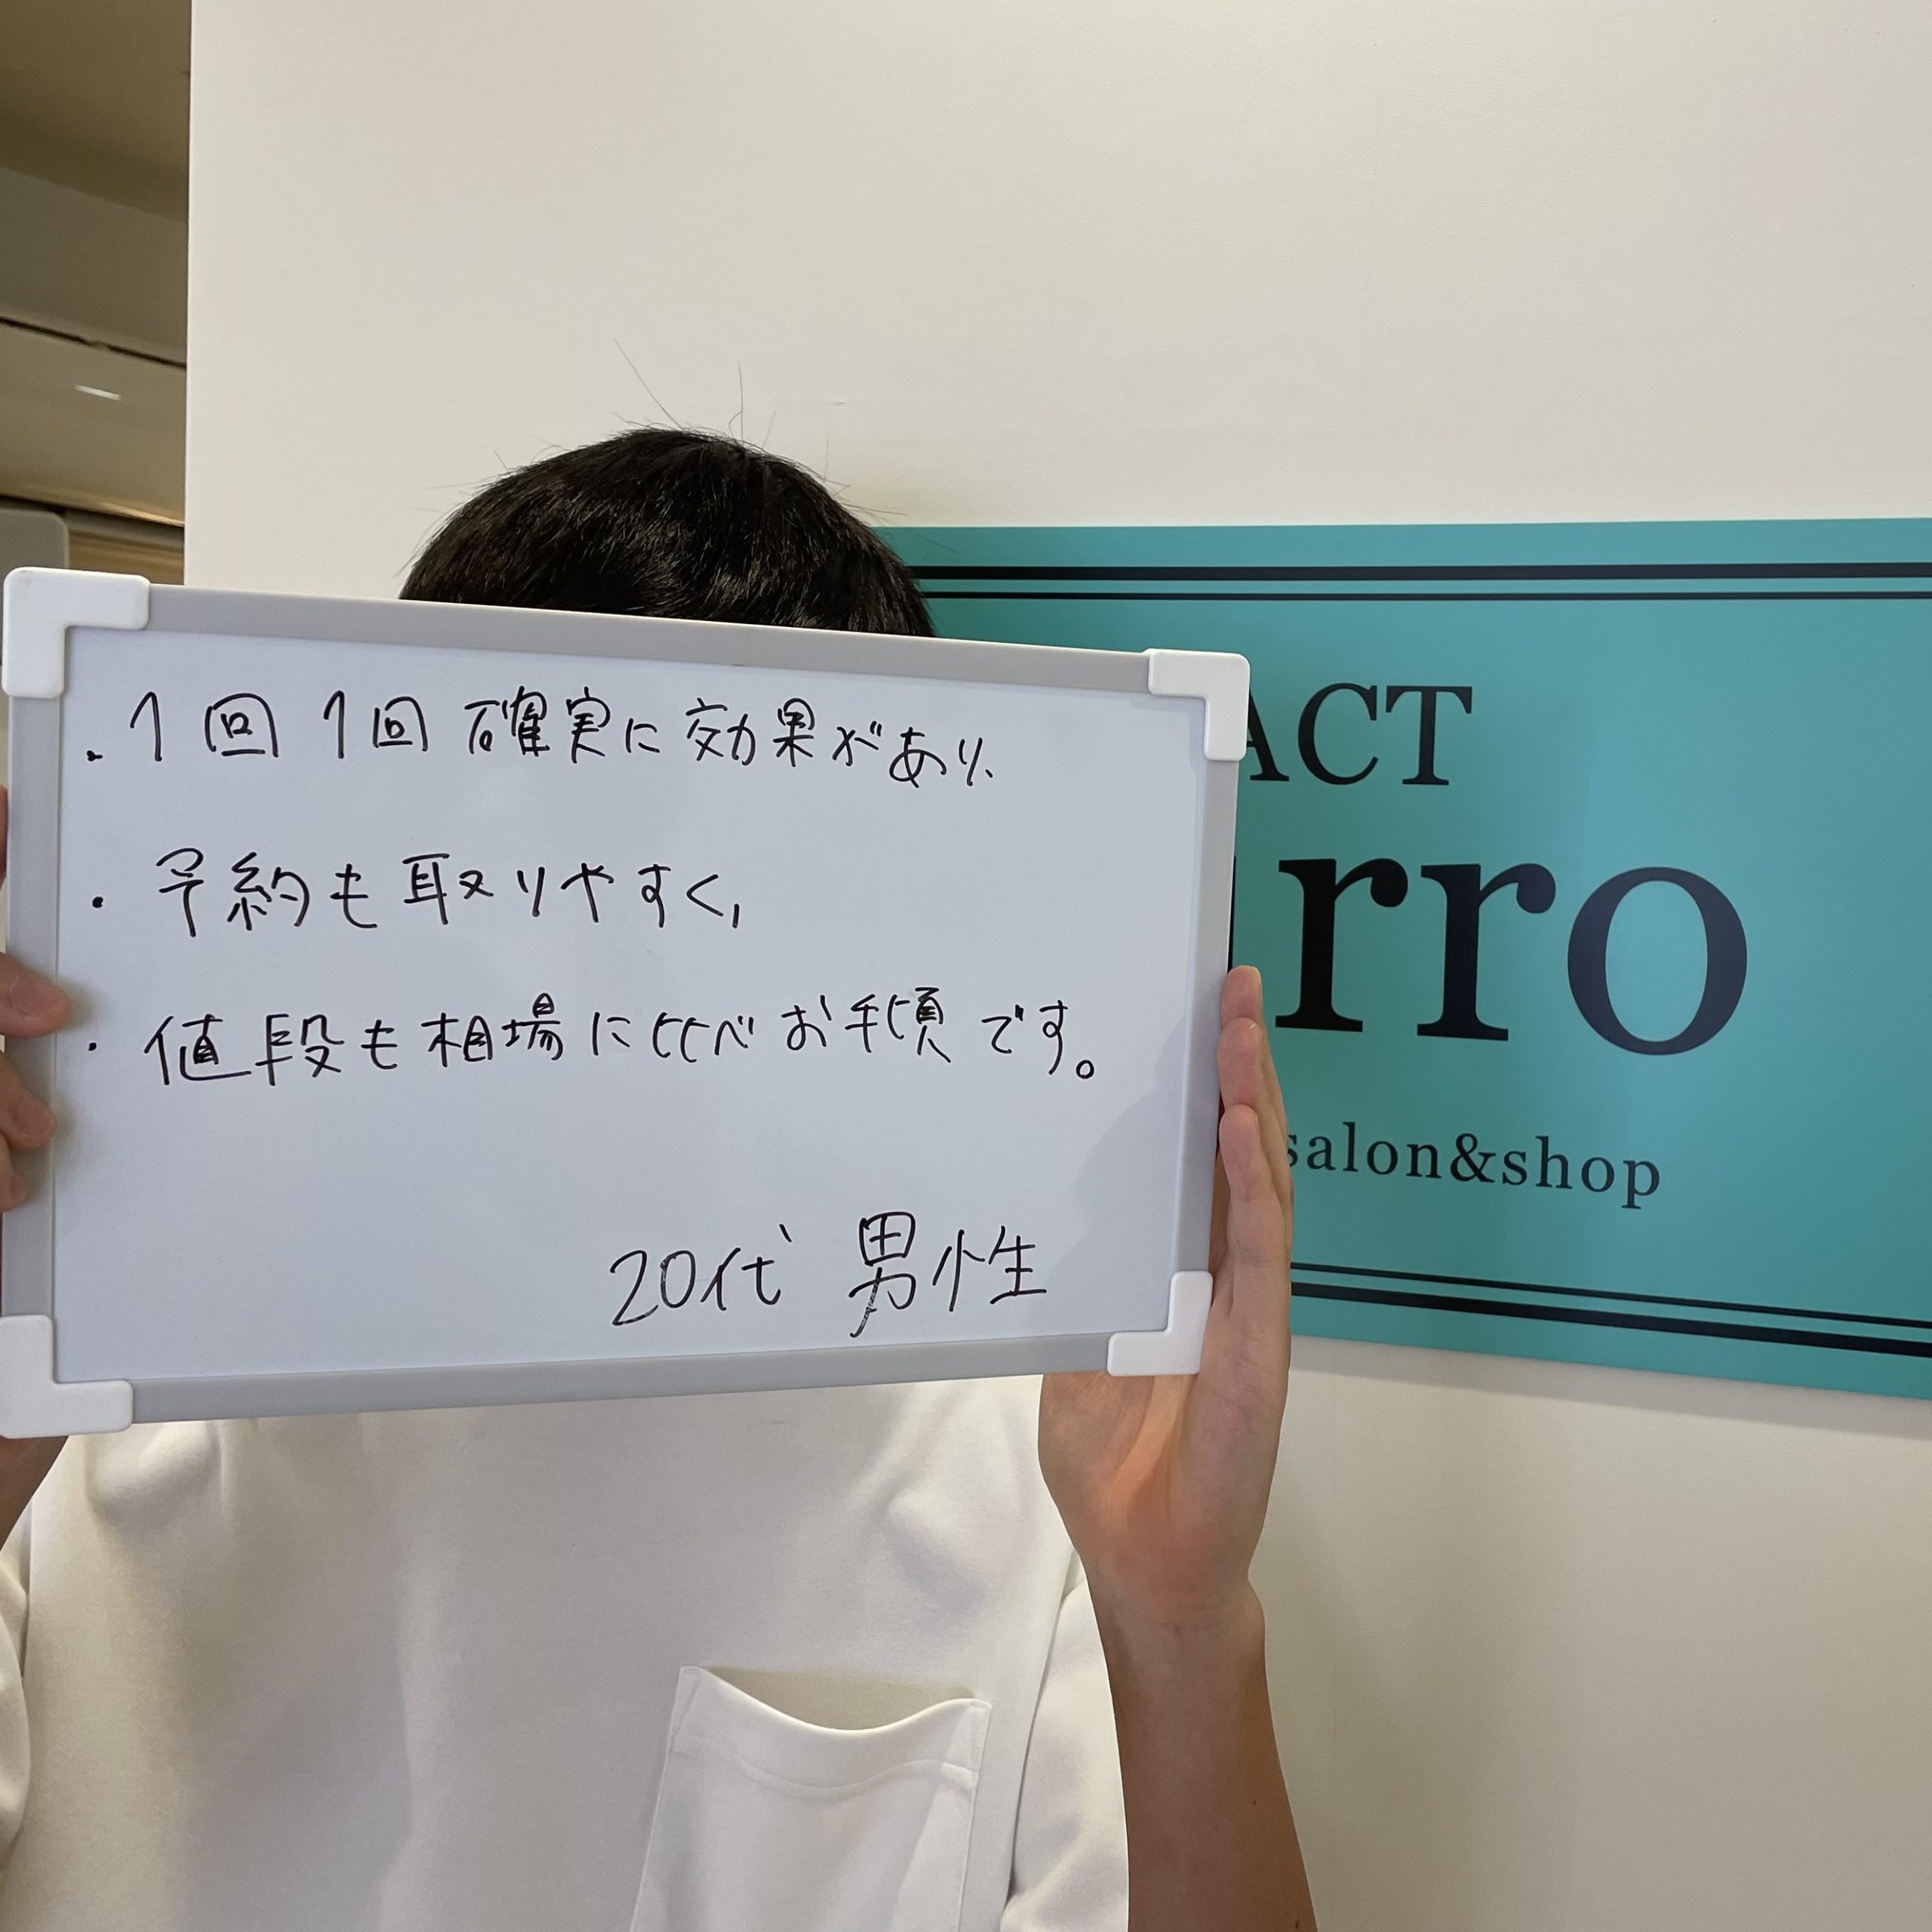 ・1回1回確実に効果があり、
・予約も取りやすく,
・値段も相場に比べお手頃です。
20代 男性
ACT
rro
salon&shop